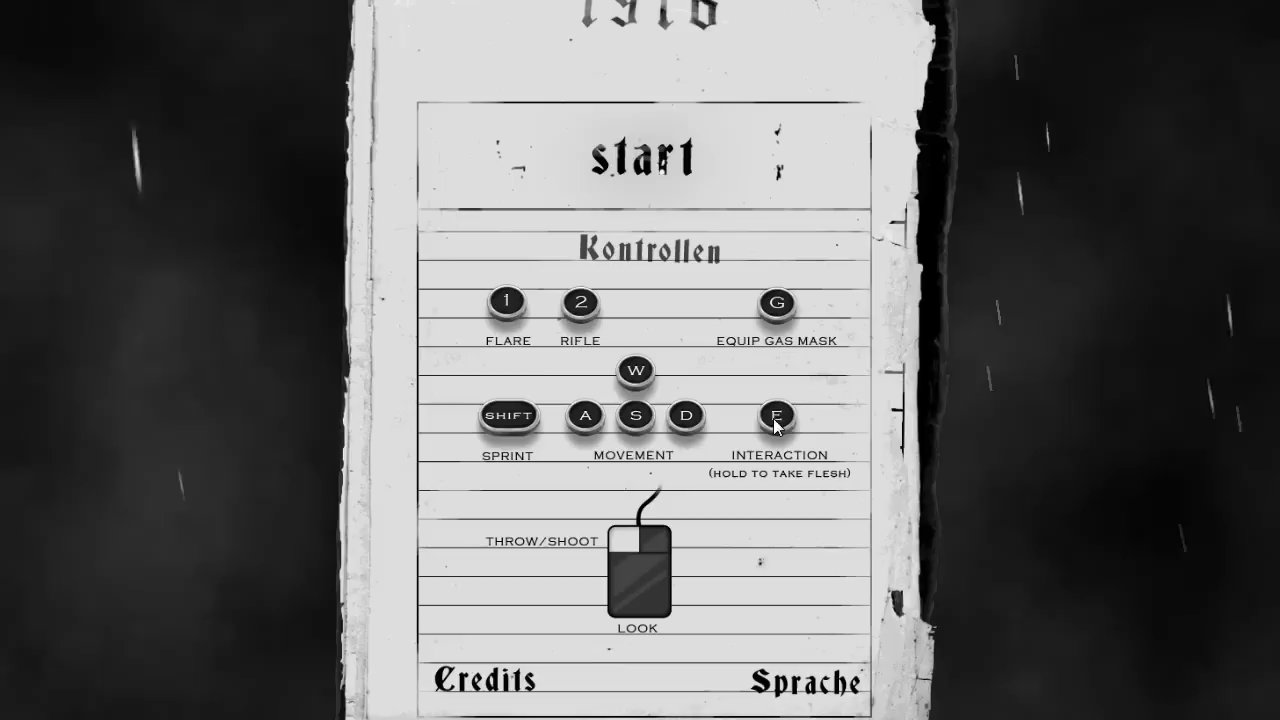 1916
start
Kontrollen
1 2 G
FLARE RIFLE EQUIP GAS MASK
W
SHIFT A S D E
SPRINT MOVEMENT INTERACTION
(HOLD TO TAKE FLESH)
THROW/SHOOT
LOOK
Credits Sprache